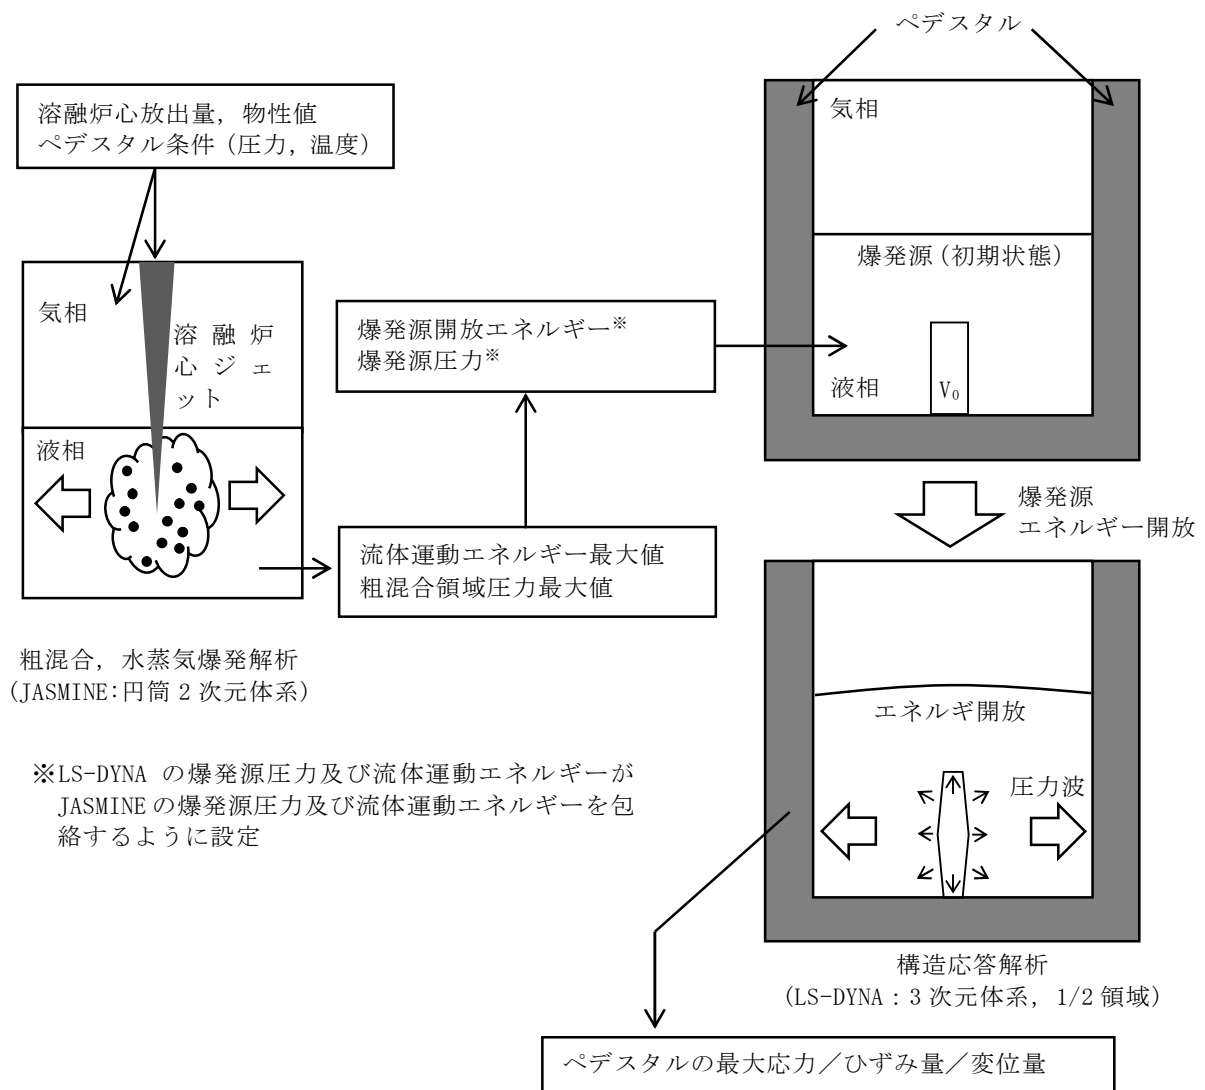 ペデスタル
溶融炉心放出量，物性値
ペデスタル条件（圧力，温度）
気相
溶融炉
心ジェ
ット
液相
粗混合，水蒸気爆発解析
（JASMINE：円筒 2 次元体系）
流体運動エネルギー最大値
粗混合領域圧力最大値
爆発源開放エネルギー※
爆発源圧力※
気相
爆発源（初期状態）
液相
V₀
爆発源
エネルギー開放
エネルギ開放
圧力波
構造応答解析
（LS-DYNA：3 次元体系，1/2 領域）
※LS-DYNA の爆発源圧力及び流体運動エネルギーが
JASMINE の爆発源圧力及び流体運動エネルギーを包
絡するように設定
ペデスタルの最大応力／ひずみ量／変位量